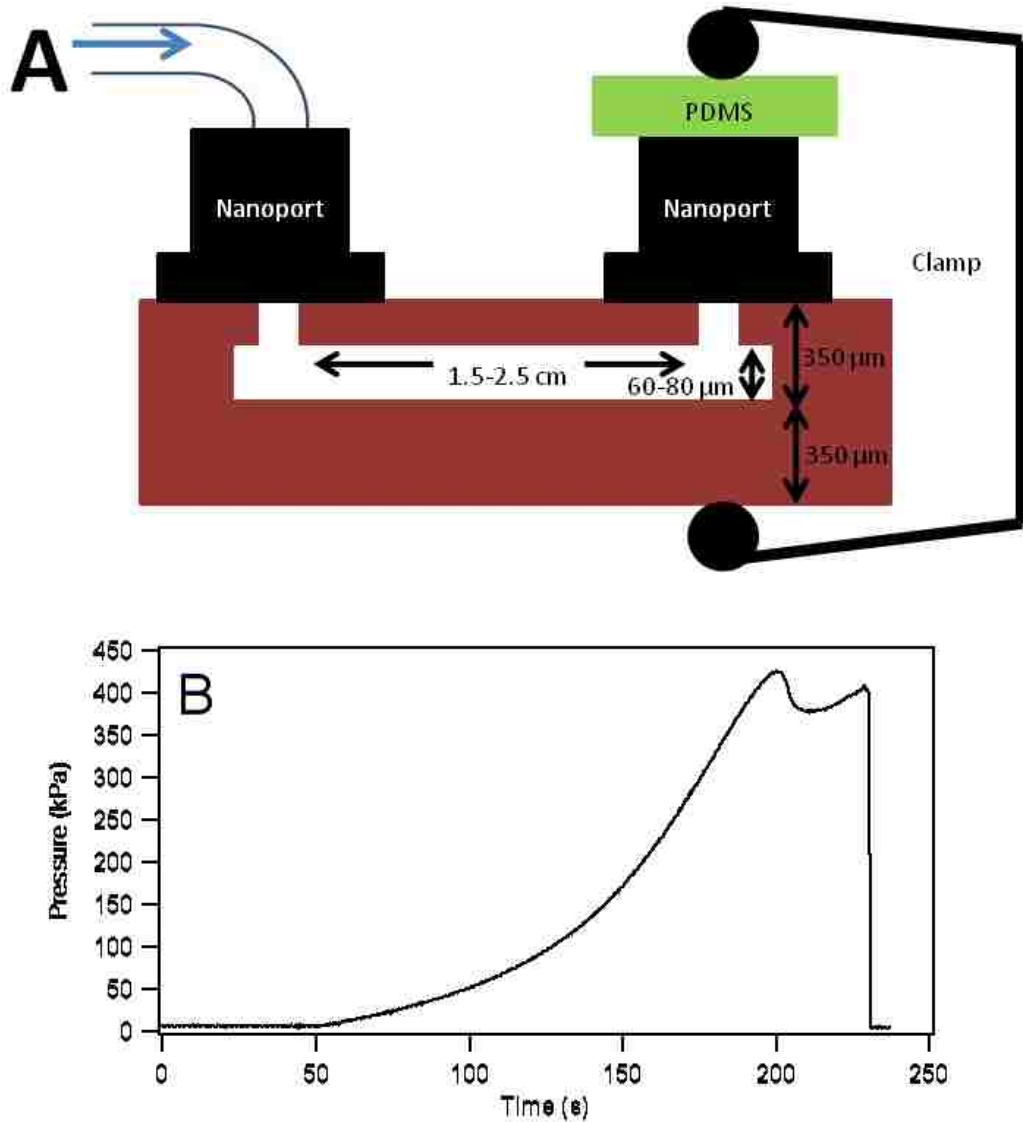 A
PDMS
Nanoport
Nanoport
Clamp
1.5-2.5 cm
60-80 µm
350 µm
350 µm
B
450
400
350
300
250
200
150
100
50
0
Pressure (kPa)
0 50 100 150 200 250
Time (s)